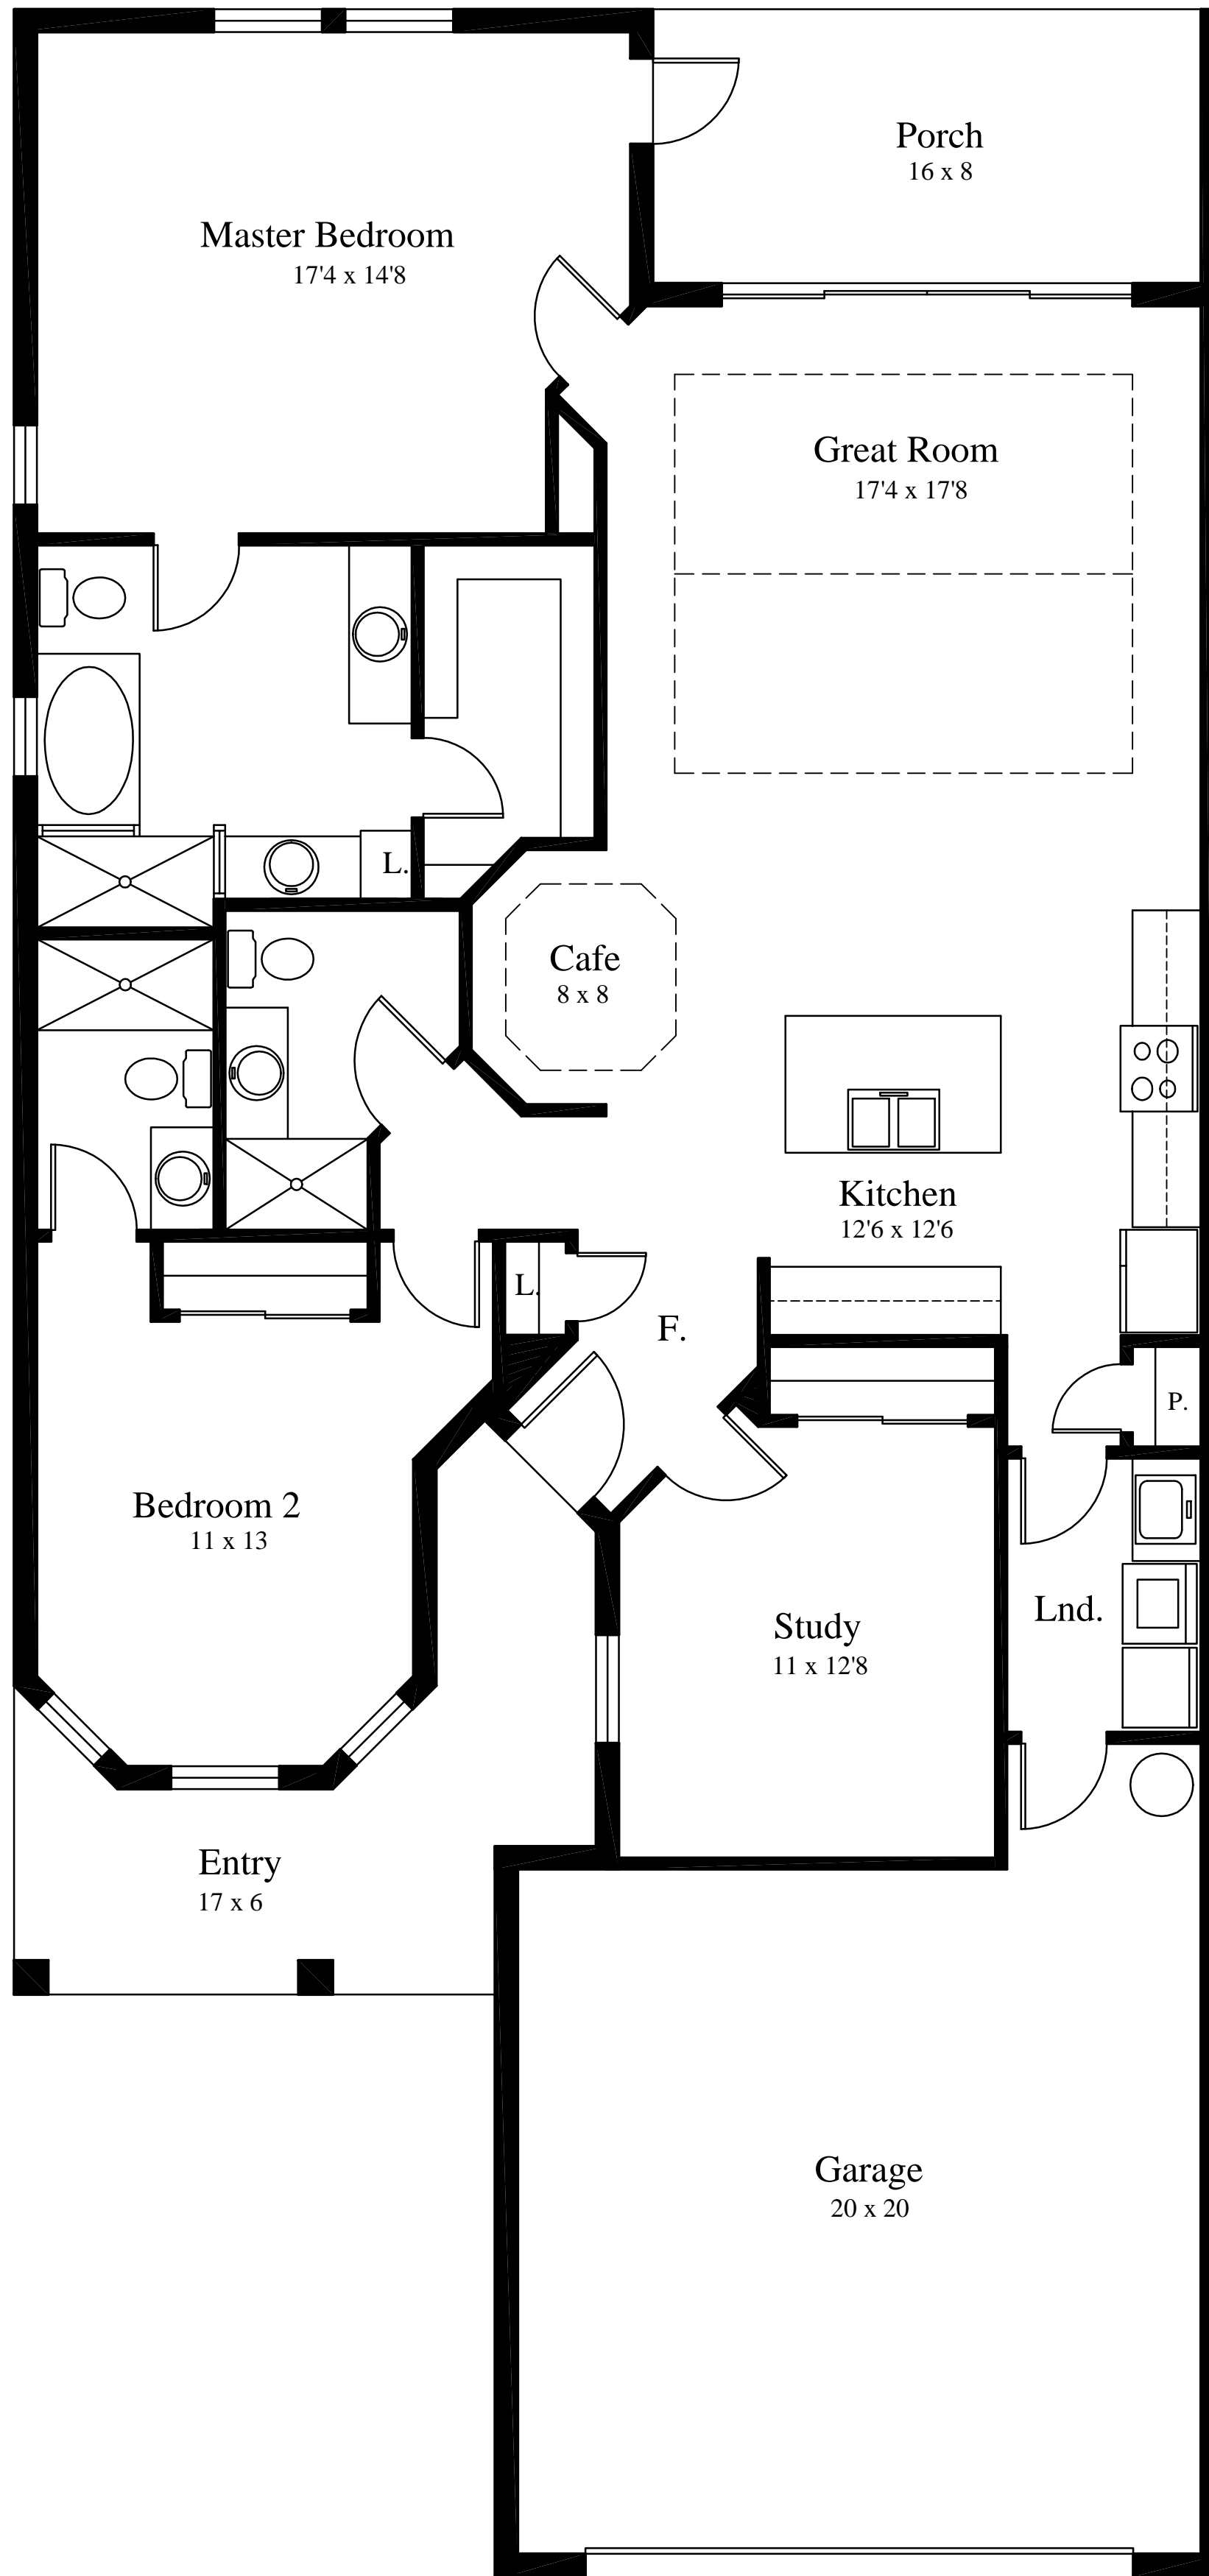 Porch
16 x 8
Master Bedroom
17'4 x 14'8
Great Room
17'4 x 17'8
L.
Cafe
8 x 8
Kitchen
12'6 x 12'6
L.
F.
P.
Bedroom 2
11 x 13
Lnd.
Study
11 x 12'8
Entry
17 x 6
Garage
20 x 20